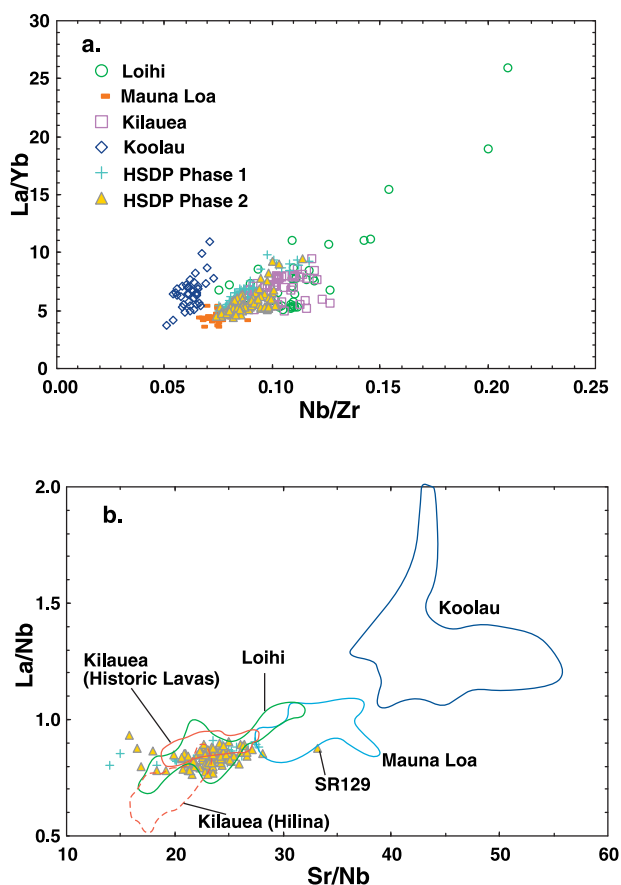 a.
Loihi
Mauna Loa
Kilauea
Koolau
HSDP Phase 1
HSDP Phase 2
30
25
20
15
10
5
0
La/Yb
0.00 0.05 0.10 0.15 0.20 0.25
Nb/Zr
b.
2.0
1.5
1.0
0.5
La/Nb
Koolau
Kilauea
(Historic Lavas)
Loihi
Mauna Loa
SR129
Kilauea (Hilina)
10 20 30 40 50 60
Sr/Nb